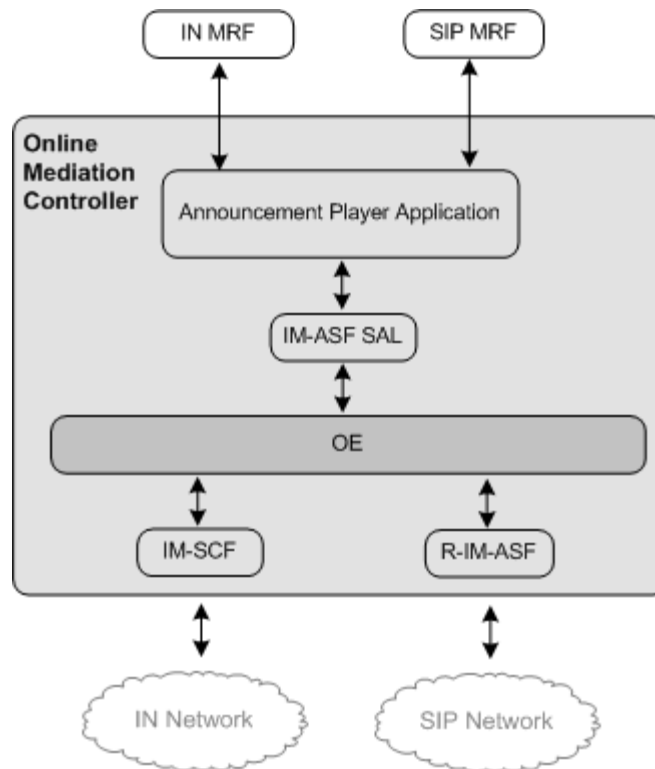 IN MRF
SIP MRF
Online
Mediation
Controller
Announcement Player Application
IM-ASF SAL
OE
IM-SCF
R-IM-ASF
IN Network
SIP Network